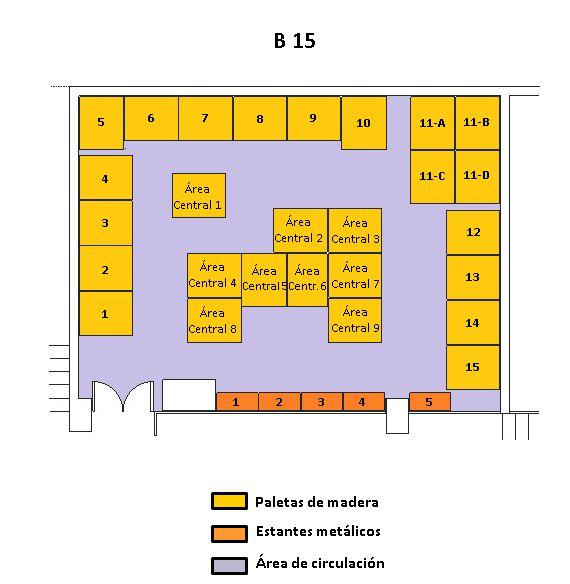 B 15
5
6
7
8
9
10
11-A
11-B
4
11-C
11-D
Área
Central 1
3
Área
Central 2
Área
Central 3
12
2
Área
Central 4
Área
Central5
Área
Centr.6
Área
Central 7
13
1
Área
Central 8
Área
Central 9
14
15
1
2
3
4
5
Paletas de madera
Estantes metálicos
Área de circulación